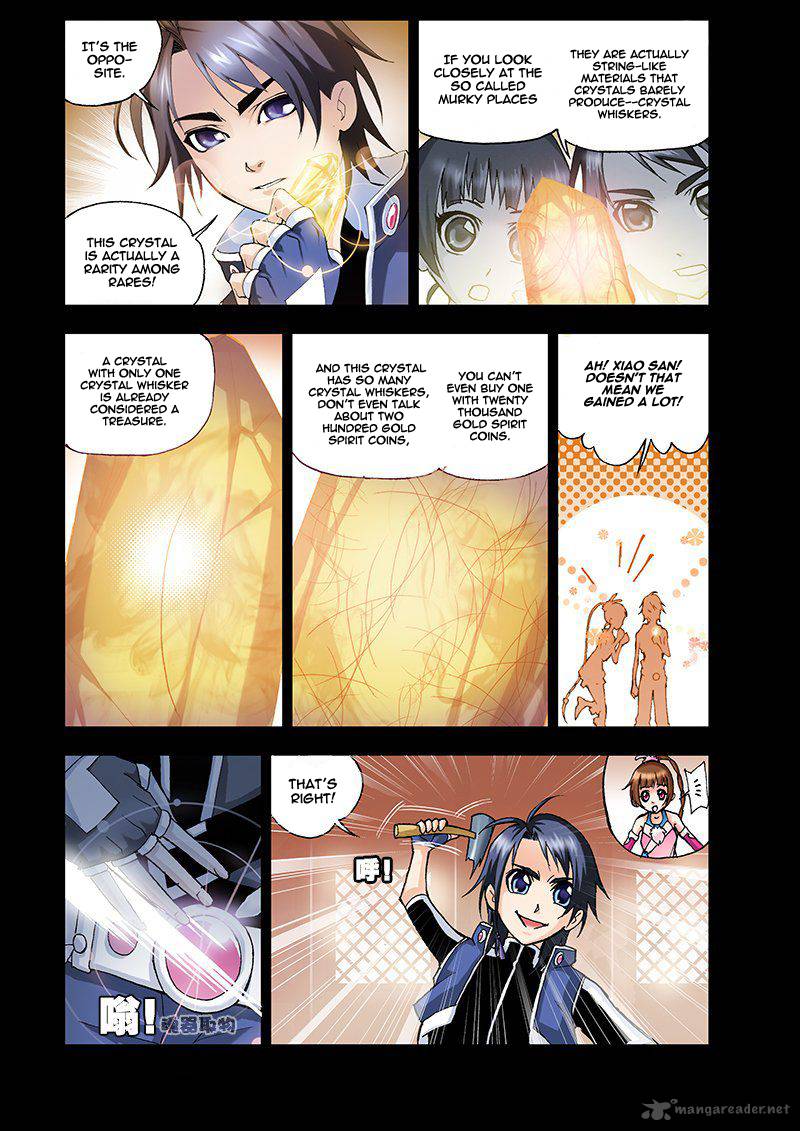 IT'S THE
OPPO-
SITE.
THIS CRYSTAL
IS ACTUALLY A
RARITY AMONG
RARES!
IF YOU LOOK
CLOSELY AT THE
SO CALLED
MURKY PLACES
THEY ARE ACTUALLY
STRING-LIKE
MATERIALS THAT
CRYSTALS BARELY
PRODUCE--CRYSTAL
WHISKERS.
A CRYSTAL
WITH ONLY ONE
CRYSTAL WHISKER
IS ALREADY
CONSIDERED A
TREASURE.
AND THIS CRYSTAL
HAS SO MANY
CRYSTAL WHISKERS,
DON'T EVEN TALK
ABOUT TWO
HUNDRED GOLD
SPIRIT COINS,
YOU CAN'T
EVEN BUY ONE
WITH TWENTY
THOUSAND
GOLD SPIRIT
COINS.
AH! XIAO SAN!
DOESN'T THAT
MEAN WE
GAINED A LOT!
嗡! 魂器取物
THAT'S
RIGHT!
呼!
mangareader.net